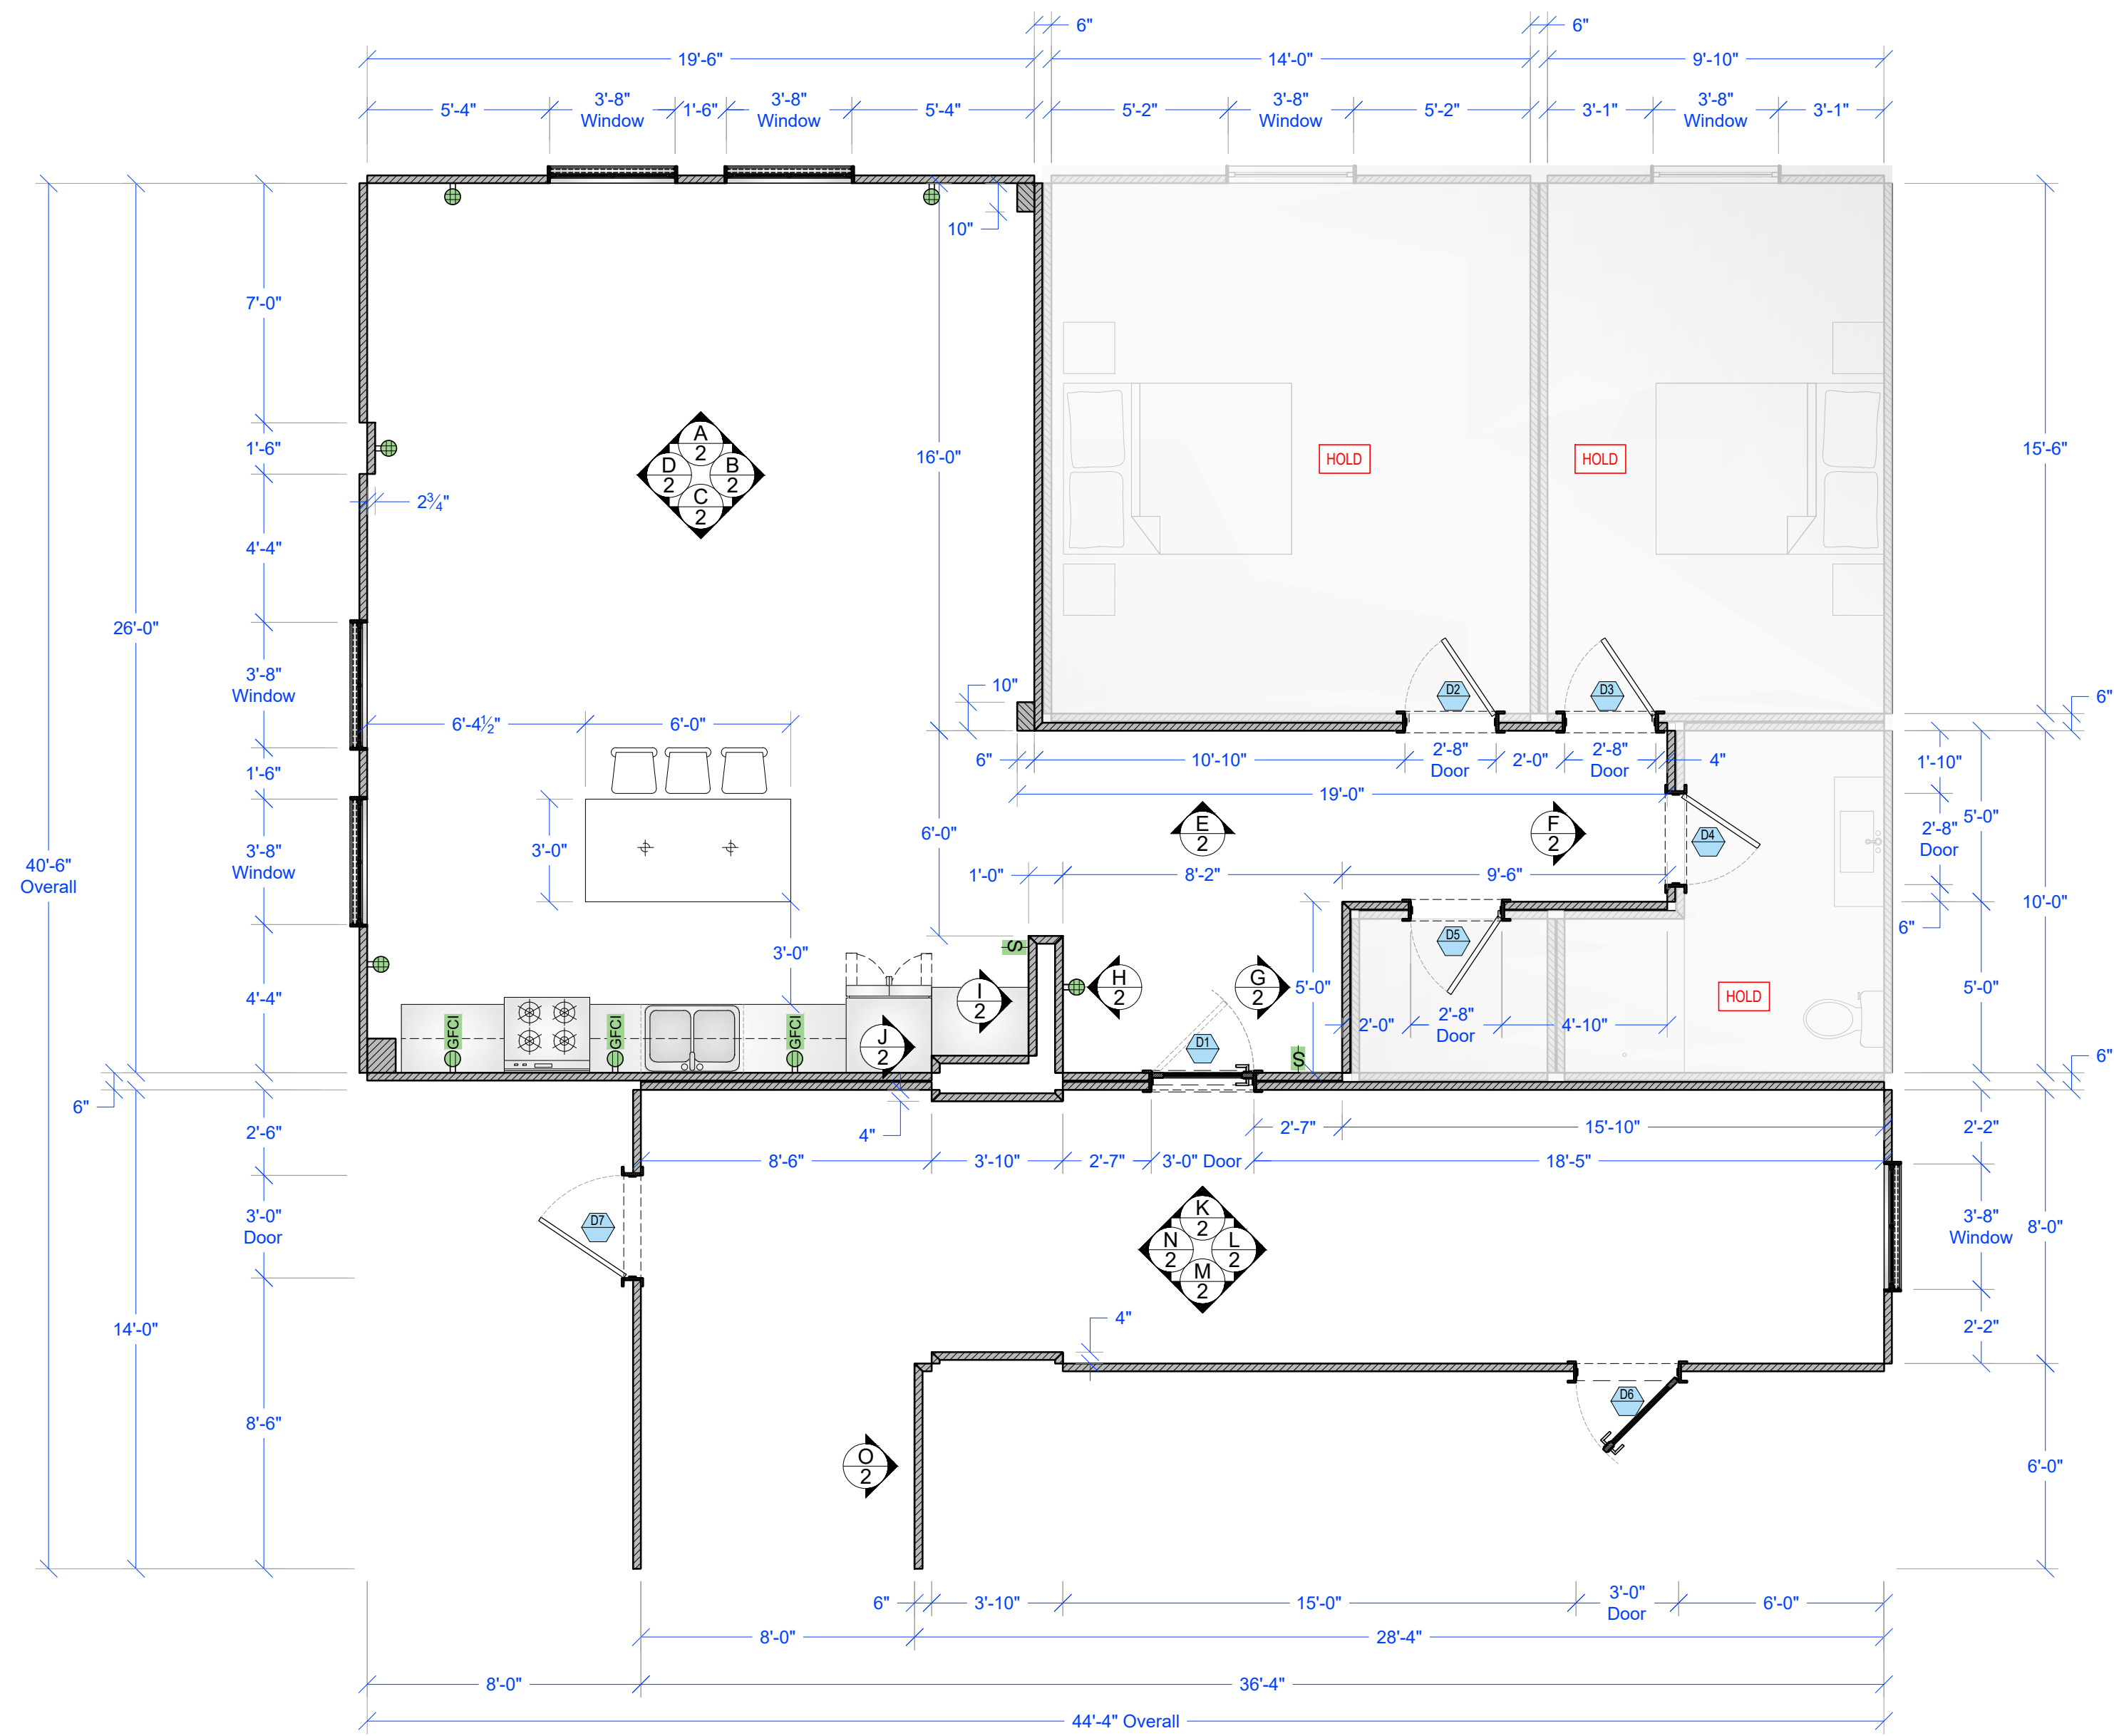 6"
6"
19'-6"
14'-0"
9'-10"
5'-4"
3'-8"
Window
1'-6"
3'-8"
Window
5'-4"
5'-2"
3'-8"
Window
5'-2"
3'-1"
3'-8"
Window
3'-1"
10"
7'-0"
1'-6"
2¾"
4'-4"
A
2
D
2
B
2
C
2
16'-0"
HOLD
HOLD
15'-6"
26'-0"
3'-8"
Window
10"
D2
D3
6"
6'-4½"
6'-0"
6"
10'-10"
2'-8"
Door
2'-0"
2'-8"
Door
4"
1'-10"
1'-6"
19'-0"
5'-0"
3'-0"
6'-0"
E
2
F
2
D4
2'-8"
Door
40'-6"
Overall
3'-8"
Window
1'-0"
8'-2"
9'-6"
10'-0"
6"
S
D5
3'-0"
4'-4"
H
2
G
2
5'-0"
HOLD
5'-0"
I
2
GFCI
GFCI
GFCI
J
2
D1
S
2'-0"
2'-8"
Door
4'-10"
6"
6"
2'-6"
4"
2'-7"
15'-10"
2'-2"
8'-6"
3'-10"
2'-7"
3'-0" Door
18'-5"
3'-0"
Door
D7
K
2
N
2
L
2
M
2
3'-8"
Window
8'-0"
14'-0"
4"
2'-2"
D6
8'-6"
O
2
6'-0"
6"
3'-10"
15'-0"
3'-0"
Door
6'-0"
8'-0"
28'-4"
8'-0"
36'-4"
44'-4" Overall